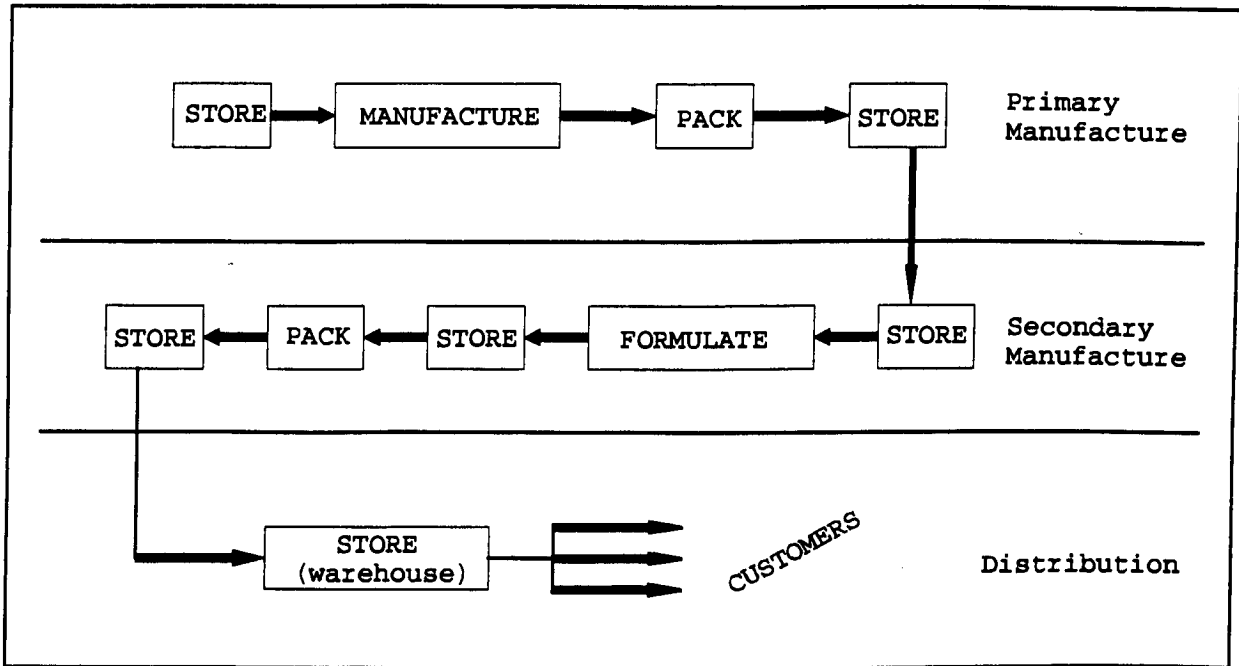 STORE
MANUFACTURE
PACK
STORE
Primary
Manufacture
STORE
PACK
STORE
FORMULATE
STORE
Secondary
Manufacture
STORE
(warehouse)
CUSTOMERS
Distribution